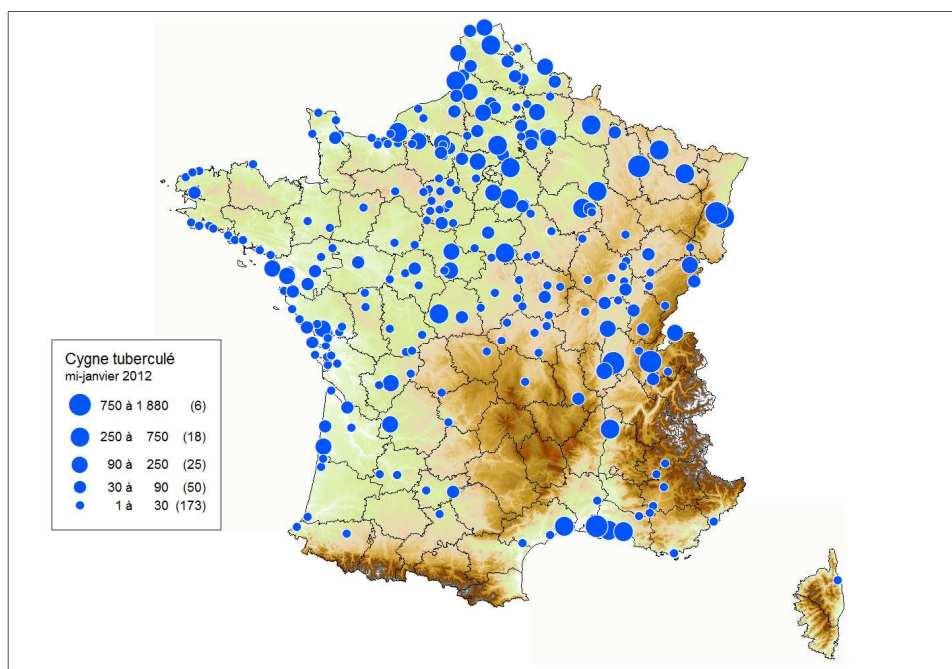 Cygne tuberculé
mi-janvier 2012
750 à 1 880 (6)
250 à 750 (18)
90 à 250 (25)
30 à 90 (50)
1 à 30 (173)